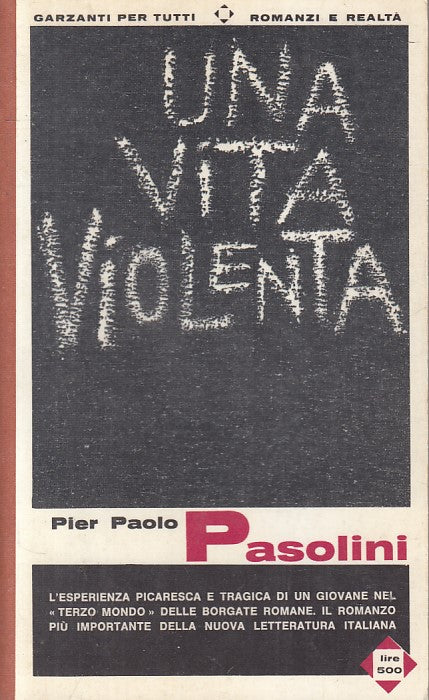 GARZANTI PER TUTTI ROMANZI E REALTÀ
UNA
ViTA
ViOLENTA
Pier Paolo Pasolini
L'ESPERIENZA PICARESCA E TRAGICA DI UN GIOVANE NEL
« TERZO MONDO » DELLE BORGATE ROMANE. IL ROMANZO
PIÙ IMPORTANTE DELLA NUOVA LETTERATURA ITALIANA
lire
500